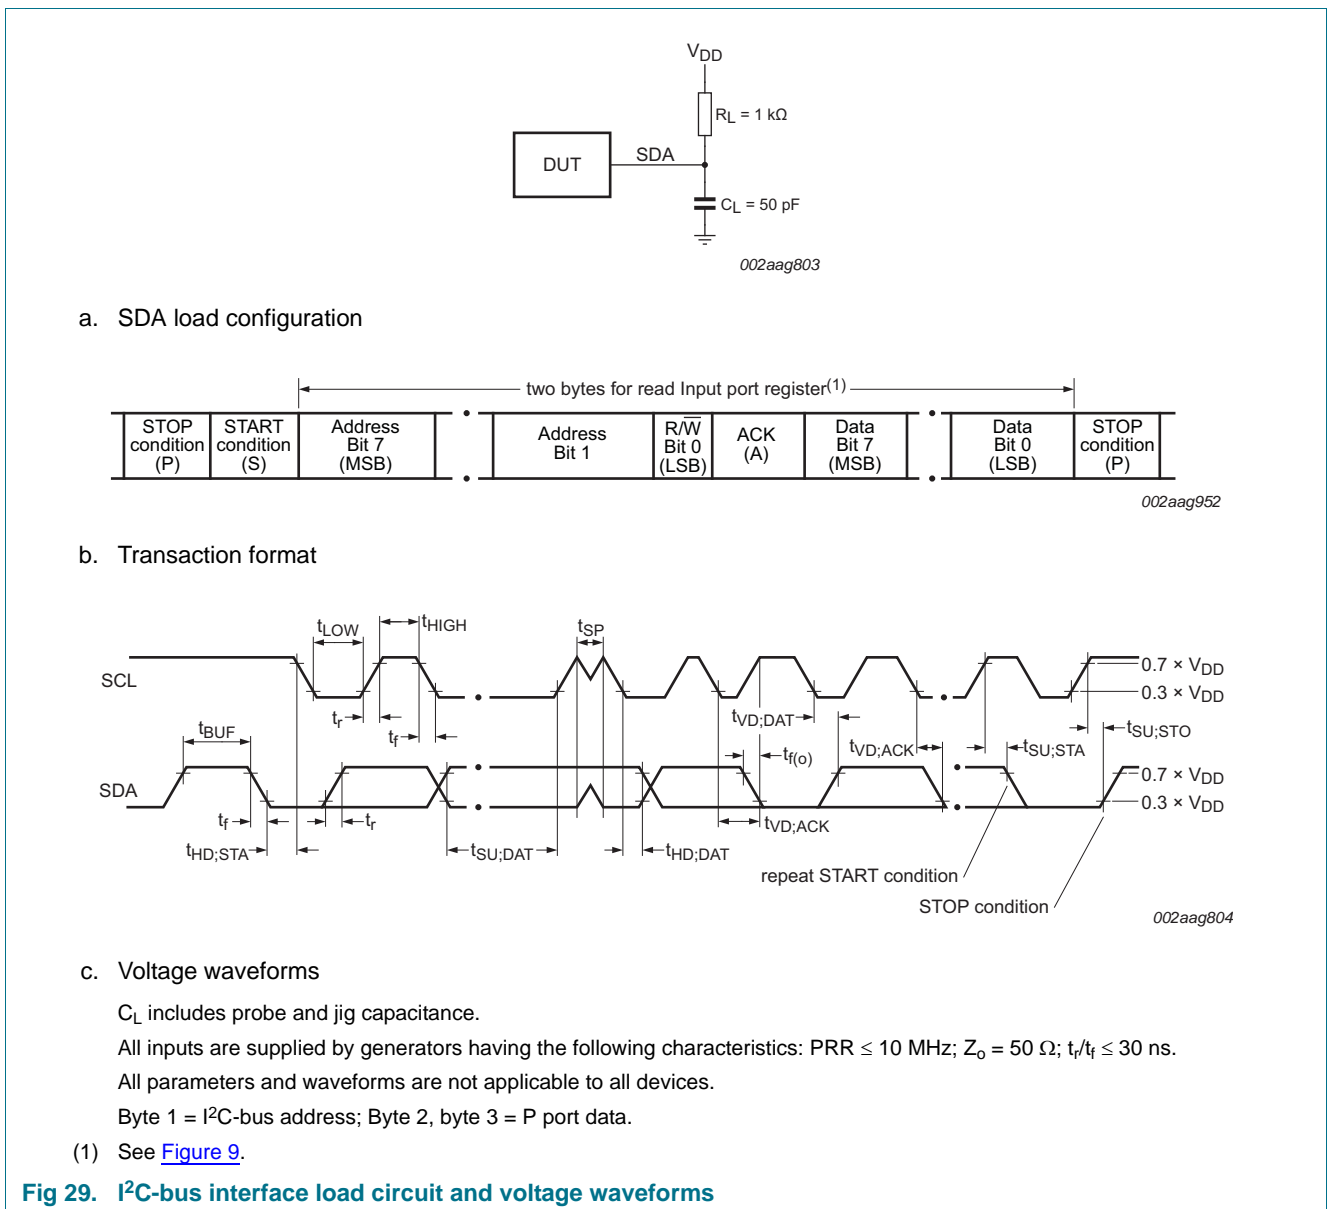 VDD
RL = 1 kΩ
DUT
SDA
CL = 50 pF
002aag803
a. SDA load configuration
two bytes for read Input port register(1)
STOP condition (P)
START condition (S)
Address Bit 7 (MSB)
Address Bit 1
R/W̅ Bit 0 (LSB)
ACK (A)
Data Bit 7 (MSB)
Data Bit 0 (LSB)
STOP condition (P)
002aag952
b. Transaction format
tLOW
tHIGH
tSP
SCL
0.7 × VDD
0.3 × VDD
tr
tf
tBUF
tVD;DAT
tf(o)
tVD;ACK
tSU;STA
tSU;STO
SDA
0.7 × VDD
0.3 × VDD
tf
tr
tVD;ACK
tHD;STA
tSU;DAT
tHD;DAT
repeat START condition
STOP condition
002aag804
c. Voltage waveforms
CL includes probe and jig capacitance.
All inputs are supplied by generators having the following characteristics: PRR ≤ 10 MHz; Zo = 50 Ω; tr/tf ≤ 30 ns.
All parameters and waveforms are not applicable to all devices.
Byte 1 = I²C-bus address; Byte 2, byte 3 = P port data.
(1) See Figure 9.
Fig 29. I²C-bus interface load circuit and voltage waveforms